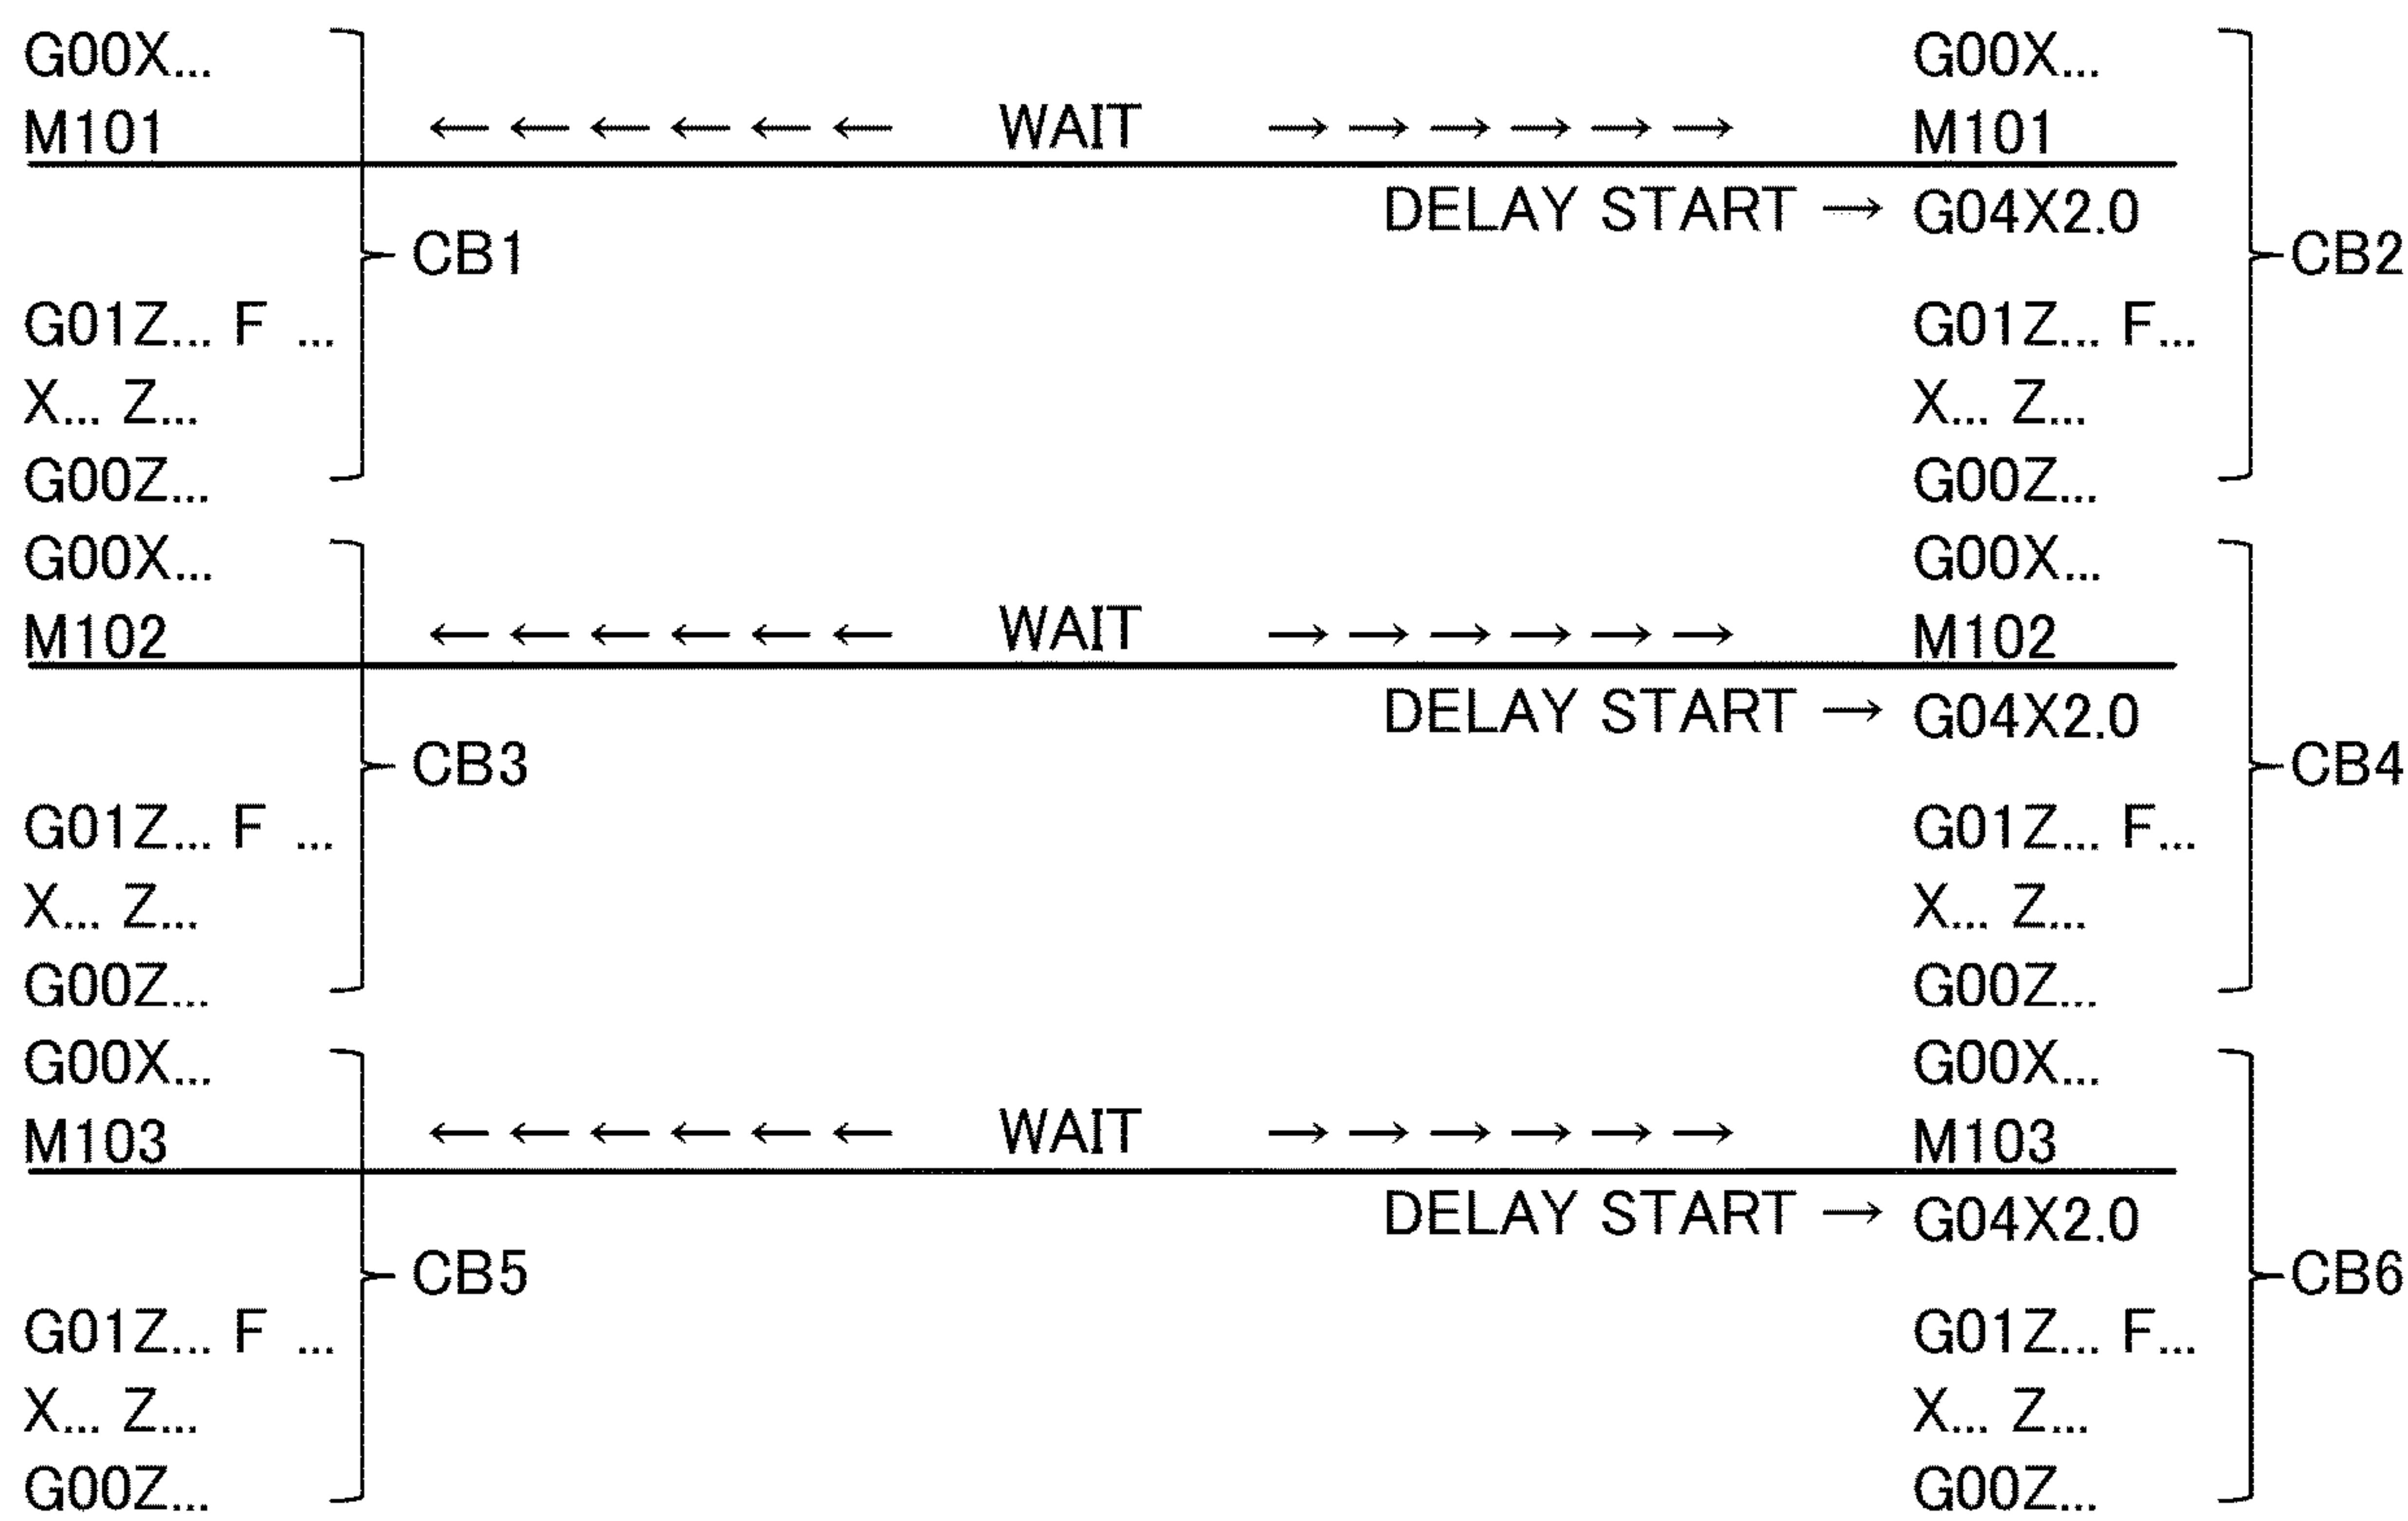 G00X... G00X...
M101 ←←←←←← WAIT →→→→→→ M101
DELAY START → G04X2.0
CB1 CB2
G01Z... F ... G01Z... F...
X... Z... X... Z...
G00Z... G00Z...
G00X... G00X...
M102 ←←←←←← WAIT →→→→→→ M102
DELAY START → G04X2.0
CB3 CB4
G01Z... F ... G01Z... F...
X... Z... X... Z...
G00Z... G00Z...
G00X... G00X...
M103 ←←←←←← WAIT →→→→→→ M103
DELAY START → G04X2.0
CB5 CB6
G01Z... F ... G01Z... F...
X... Z... X... Z...
G00Z... G00Z...